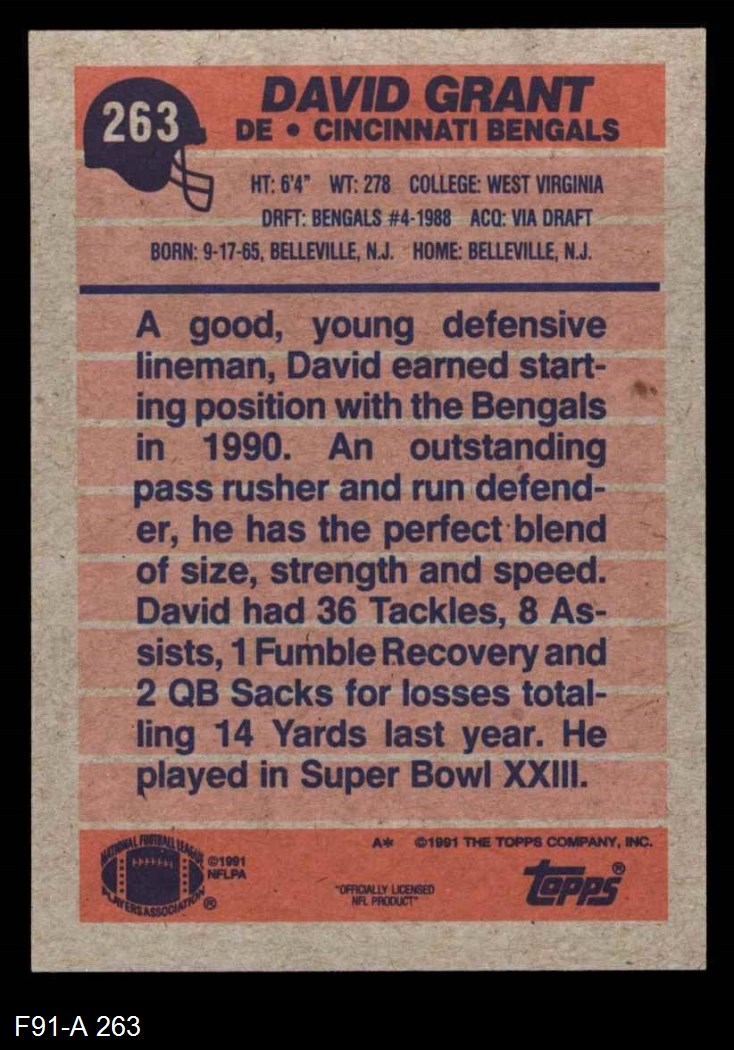 263
DAVID GRANT
DE • CINCINNATI BENGALS
HT: 6'4" WT: 278 COLLEGE: WEST VIRGINIA
DRFT: BENGALS #4-1988 ACQ: VIA DRAFT
BORN: 9-17-65, BELLEVILLE, N.J. HOME: BELLEVILLE, N.J.
A good, young defensive
lineman, David earned start-
ing position with the Bengals
in 1990. An outstanding
pass rusher and run defend-
er, he has the perfect blend
of size, strength and speed.
David had 36 Tackles, 8 As-
sists, 1 Fumble Recovery and
2 QB Sacks for losses total-
ling 14 Yards last year. He
played in Super Bowl XXIII.
NATIONAL FOOTBALL LEAGUE
PLAYERS ASSOCIATION ®
©1991
NFLPA
A* ©1991 THE TOPPS COMPANY, INC.
"OFFICIALLY LICENSED
NFL PRODUCT"
topps®
F91-A 263